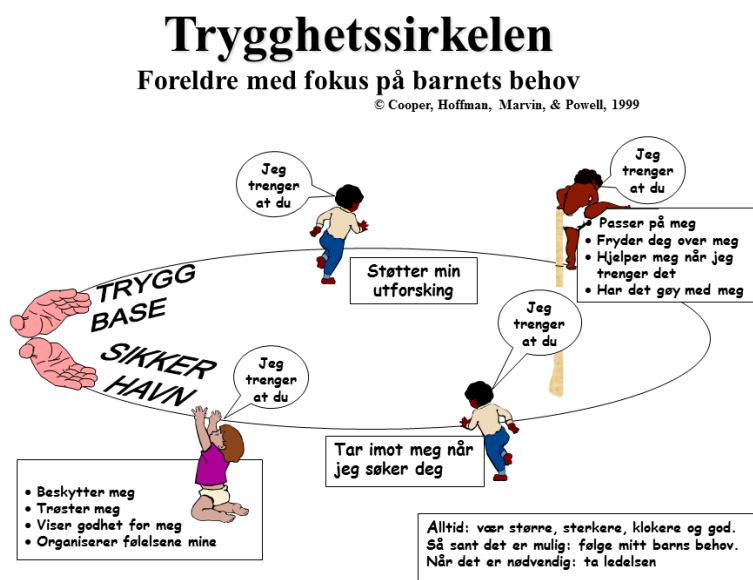 Trygghetssirkelen
Foreldre med fokus på barnets behov
© Cooper, Hoffman, Marvin, & Powell, 1999
Jeg
trenger
at du
Støtter min
utforsking
Jeg
trenger
at du
• Passer på meg
• Fryder deg over meg
• Hjelper meg når jeg
trenger det
• Har det gøy med meg
TRYGG
BASE
SIKKER
HAVN
Jeg
trenger
at du
Tar imot meg når
jeg søker deg
Jeg
trenger
at du
• Beskytter meg
• Trøster meg
• Viser godhet for meg
• Organiserer følelsene mine
Alltid: vær større, sterkere, klokere og god.
Så sant det er mulig: følge mitt barns behov.
Når det er nødvendig: ta ledelsen